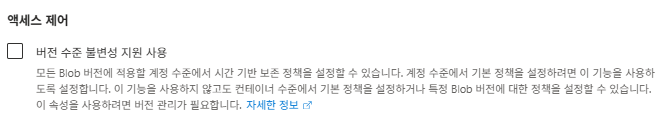 액세스 제어
버전 수준 불변성 지원 사용
모든 Blob 버전에 적용할 계정 수준에서 시간 기반 보존 정책을 설정할 수 있습니다. 계정 수준에서 기본 정책을 설정하려면 이 기능을 사용하
도록 설정합니다. 이 기능을 사용하지 않고도 컨테이너 수준에서 기본 정책을 설정하거나 특정 Blob 버전에 대한 정책을 설정할 수 있습니다.
이 속성을 사용하려면 버전 관리가 필요합니다. 자세한 정보